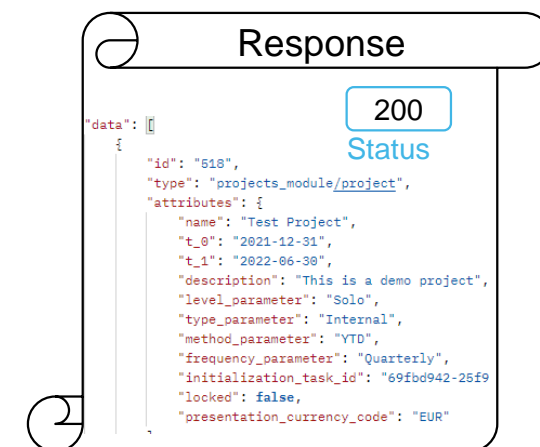 Response
200
Status
"data": [
{
"id": "518",
"type": "projects_module/project",
"attributes": {
"name": "Test Project",
"t_0": "2021-12-31",
"t_1": "2022-06-30",
"description": "This is a demo project",
"level_parameter": "Solo",
"type_parameter": "Internal",
"method_parameter": "YTD",
"frequency_parameter": "Quarterly",
"initialization_task_id": "69fbd942-25f9
"locked": false,
"presentation_currency_code": "EUR"